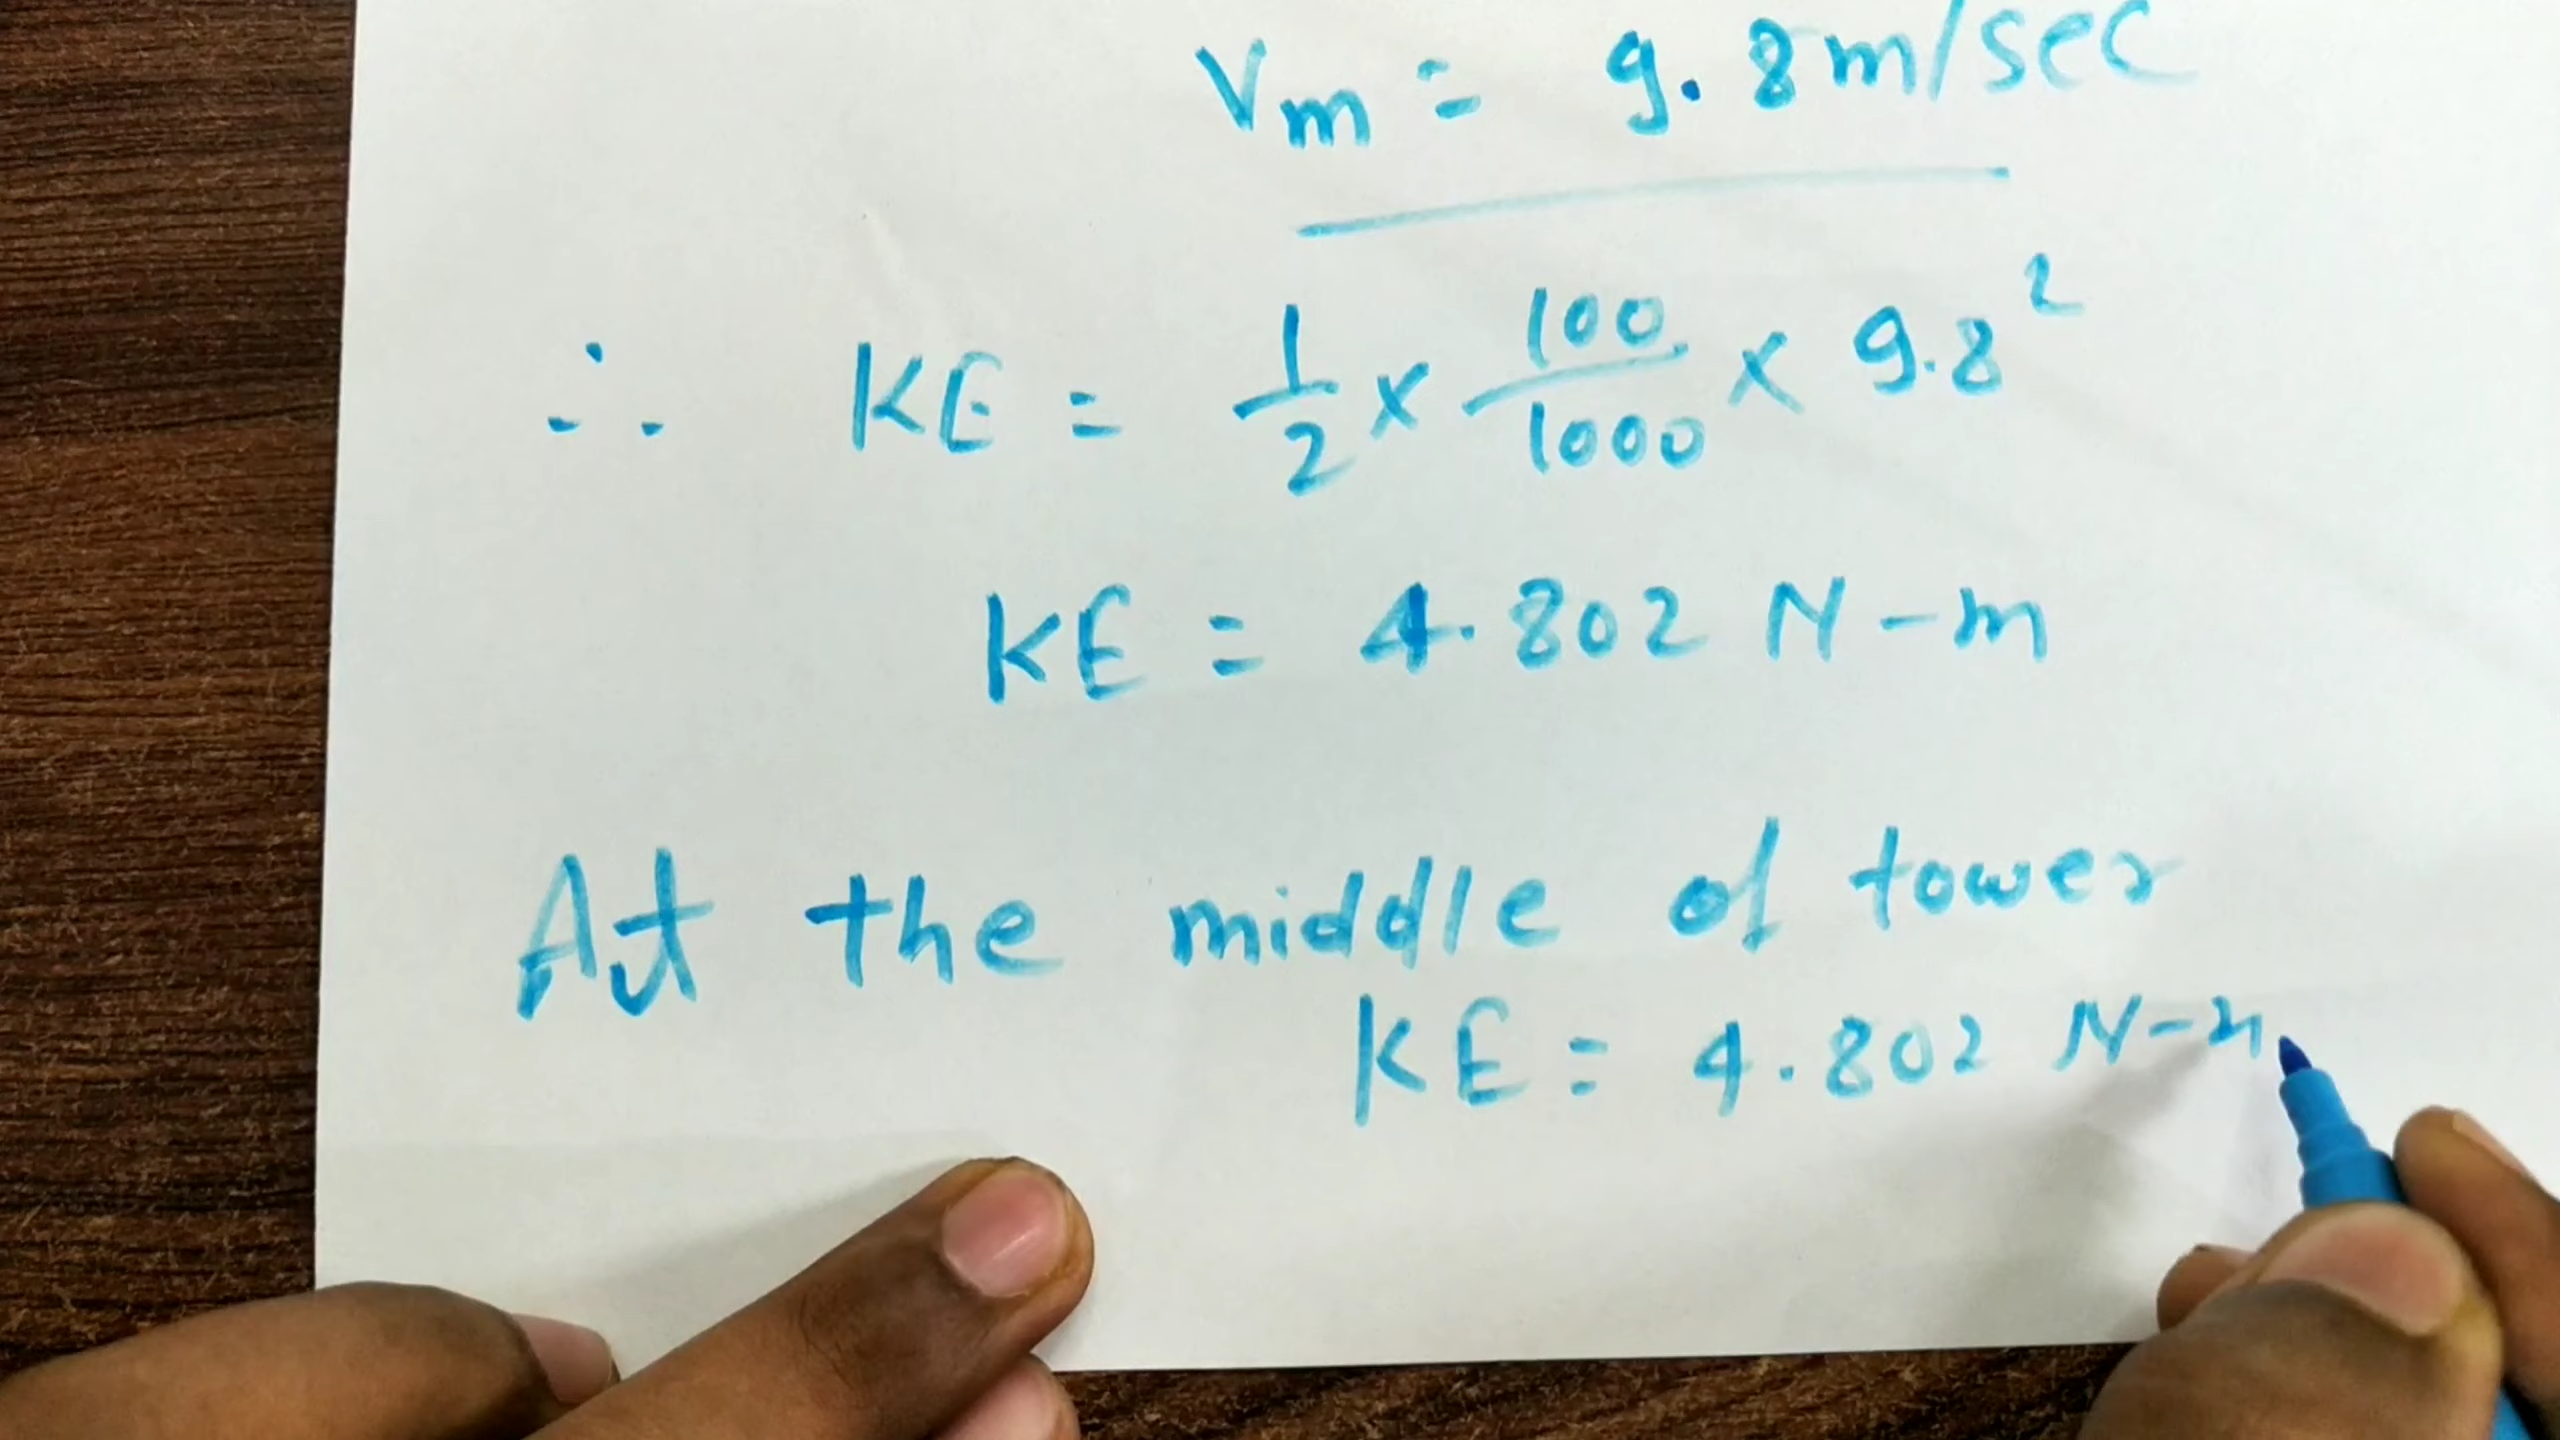 Vm = 9.8m/sec
∴ KE = 1/2 × 100/1000 × 9.8²
KE = 4.802 N-m
At the middle of tower
KE = 4.802 N-m